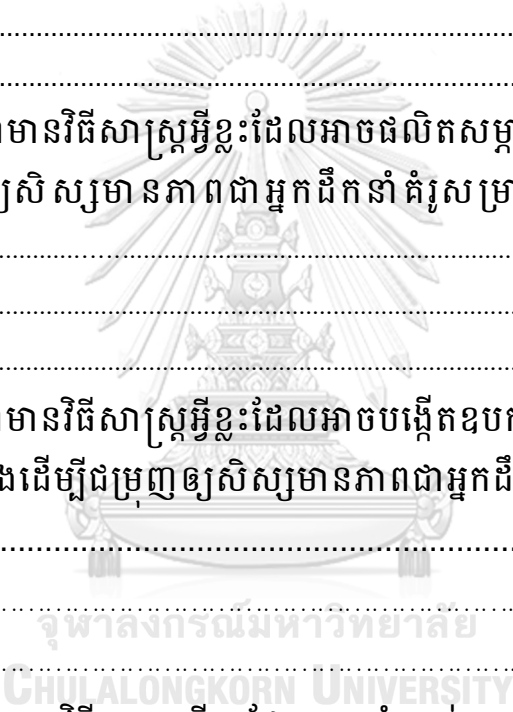 មានវិធីសាស្ត្រអ្វីខ្លះដែលអាចផលិតសម្ភា
សិស្សមានភាពជាអ្នកដឹកនាំគំរូសម្រា
មានវិធីសាស្ត្រអ្វីខ្លះដែលអាចបង្កើតឧបក
ងដើម្បីជម្រុញឲ្យសិស្សមានភាពជាអ្នកដឹ
จุฬาลงกรณ์มหาวิทยาลัย
CHULALONGKORN UNIVERSITY